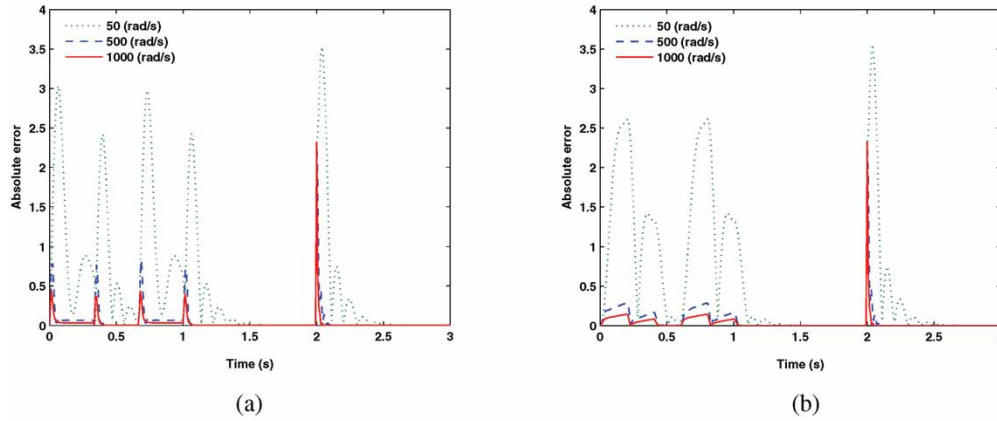 4
3.5
3
2.5
2
1.5
1
0.5
0
Absolute error
50 (rad/s)
500 (rad/s)
1000 (rad/s)
0 0.5 1 1.5 2 2.5 3
Time (s)
(a)
4
3.5
3
2.5
2
1.5
1
0.5
0
Absolute error
50 (rad/s)
500 (rad/s)
1000 (rad/s)
0 0.5 1 1.5 2 2.5
Time (s)
(b)